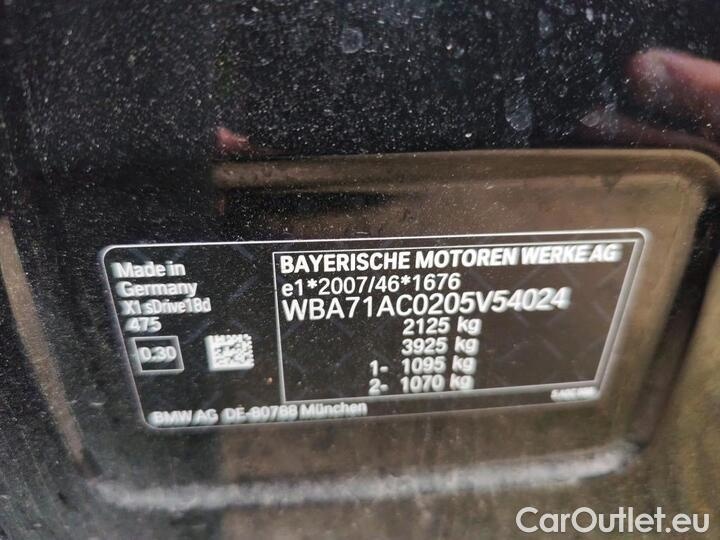 Made in
Germany
X1 sDrive18d
475
0.30
BMW AG DE-80788 München
BAYERISCHE MOTOREN WERKE AG
e1*2007/46*1676
WBA71AC0205V54024
2125 kg
3925 kg
1- 1095 kg
2- 1070 kg
CarOutlet.eu